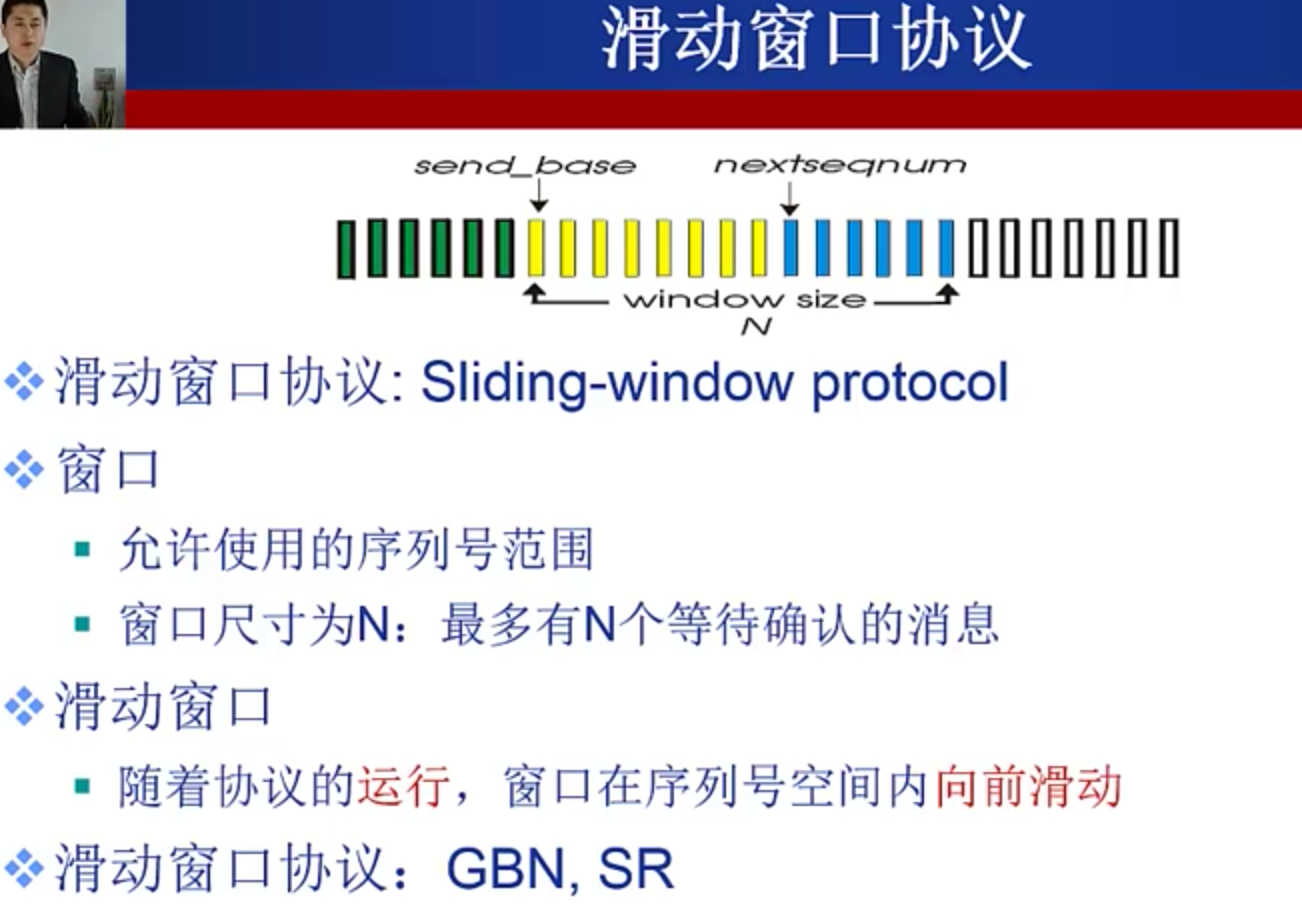 滑动窗口协议
send_base nextseqnum
window size
N
滑动窗口协议: Sliding-window protocol
窗口
允许使用的序列号范围
窗口尺寸为N：最多有N个等待确认的消息
滑动窗口
随着协议的运行，窗口在序列号空间内向前滑动
滑动窗口协议：GBN, SR